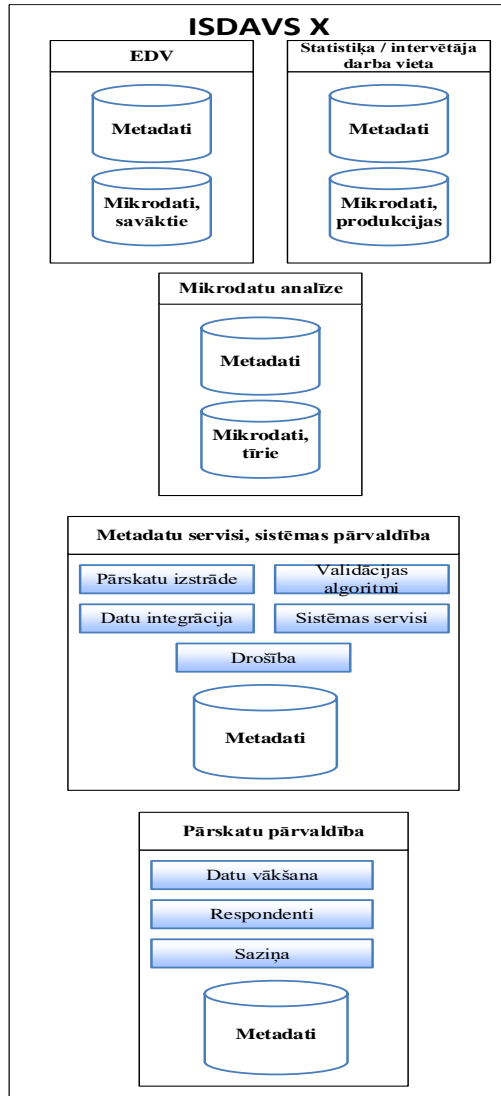 ISDAVS X
EDV
Metadati
Mikrodati,
savāktie
Statistiķa / intervētāja
darba vieta
Metadati
Mikrodati,
produkcijas
Mikrodatu analīze
Metadati
Mikrodati,
tīrie
Metadatu servisi, sistēmas pārvaldība
Pārskatu izstrāde
Validācijas
algoritmi
Datu integrācija
Sistēmas servisi
Drošība
Metadati
Pārskatu pārvaldība
Datu vākšana
Respondenti
Saziņa
Metadati